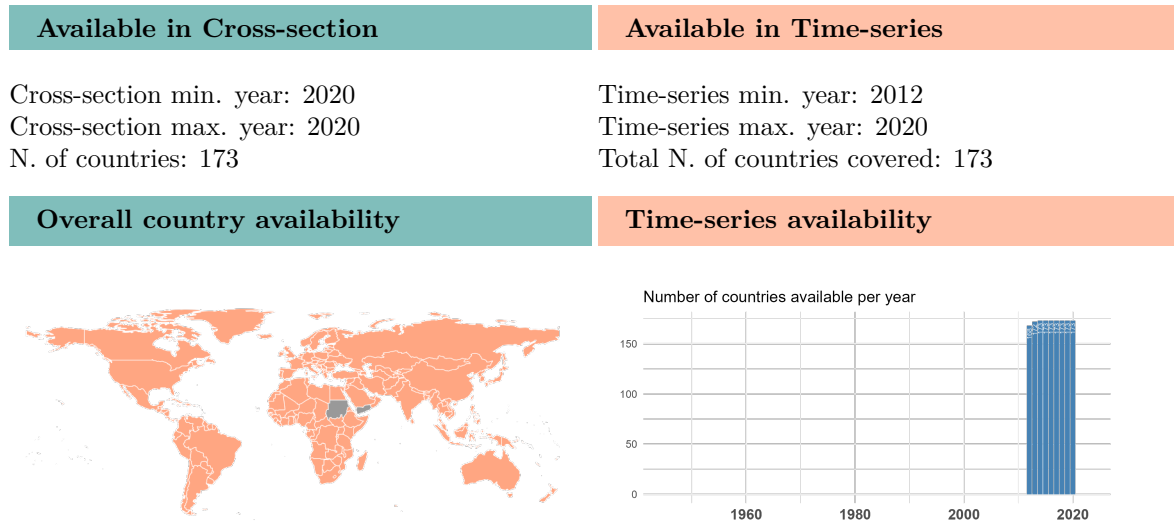 Available in Cross-section
Available in Time-series
Cross-section min. year: 2020
Cross-section max. year: 2020
N. of countries: 173
Time-series min. year: 2012
Time-series max. year: 2020
Total N. of countries covered: 173
Overall country availability
Time-series availability
Number of countries available per year
150
100
50
0
1960
1980
2000
2020